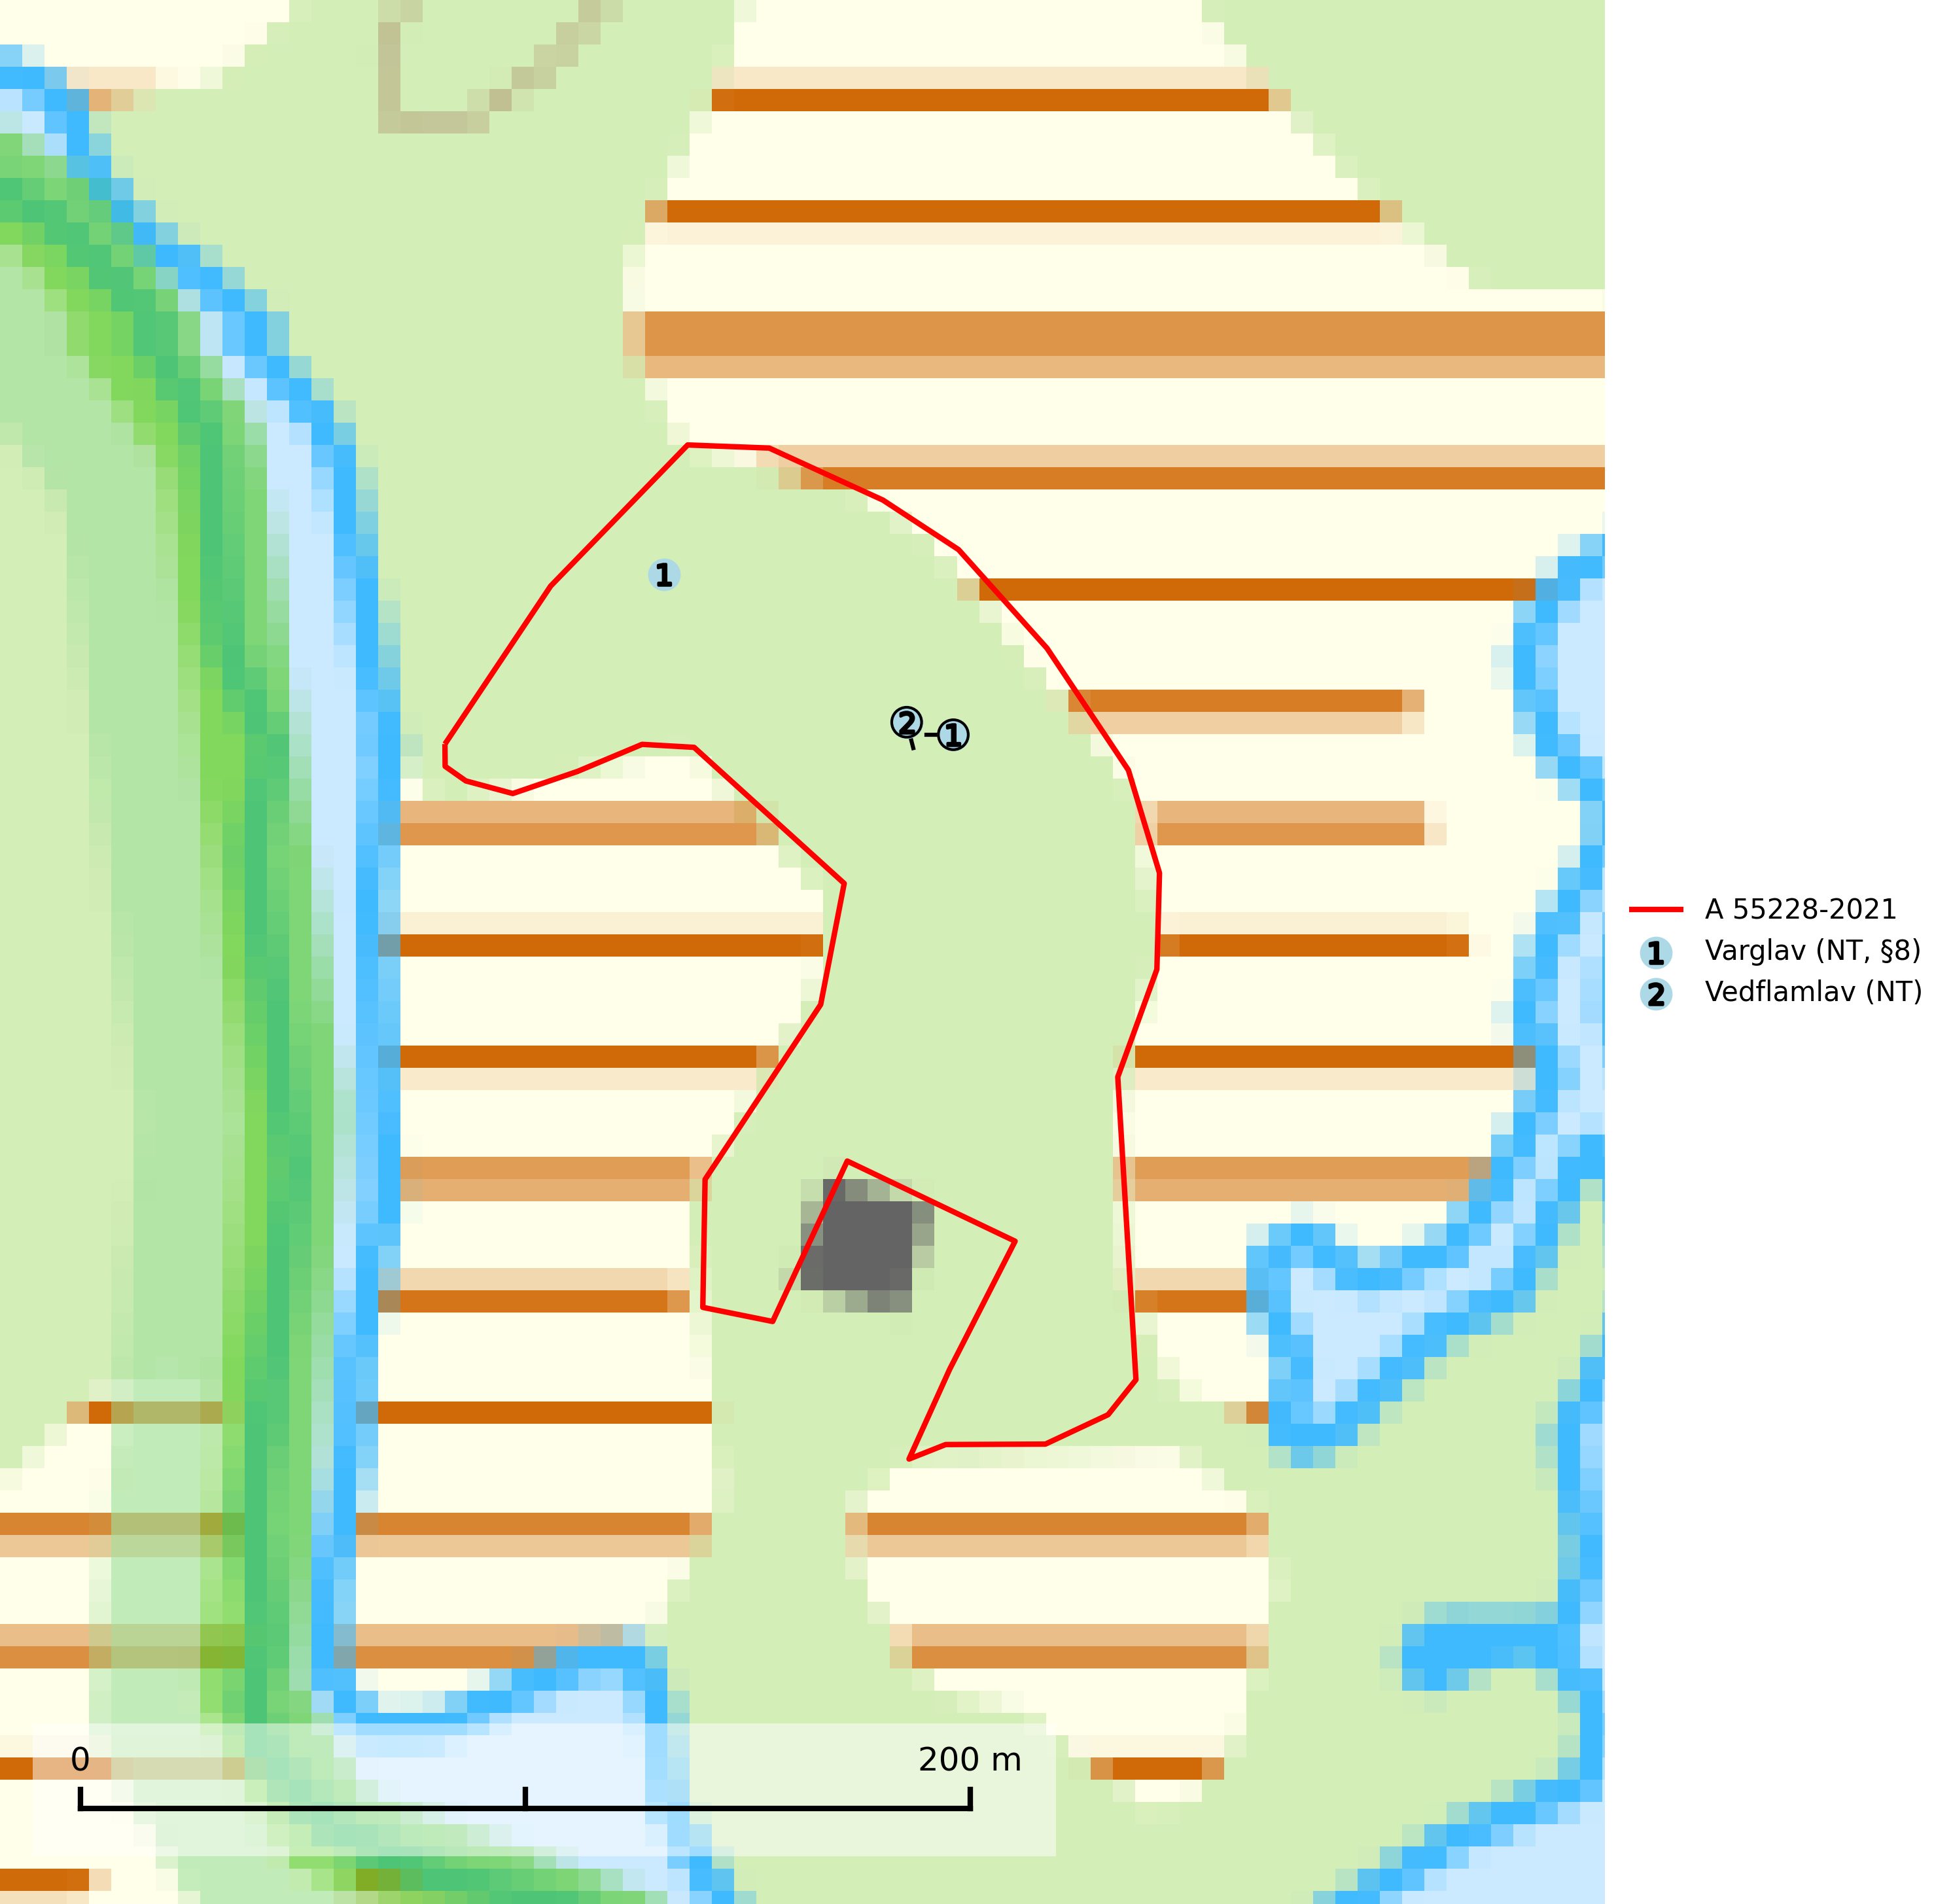 1
2
1
A 55228-2021
1 Varglav (NT, §8)
2 Vedflamlav (NT)
0 200 m